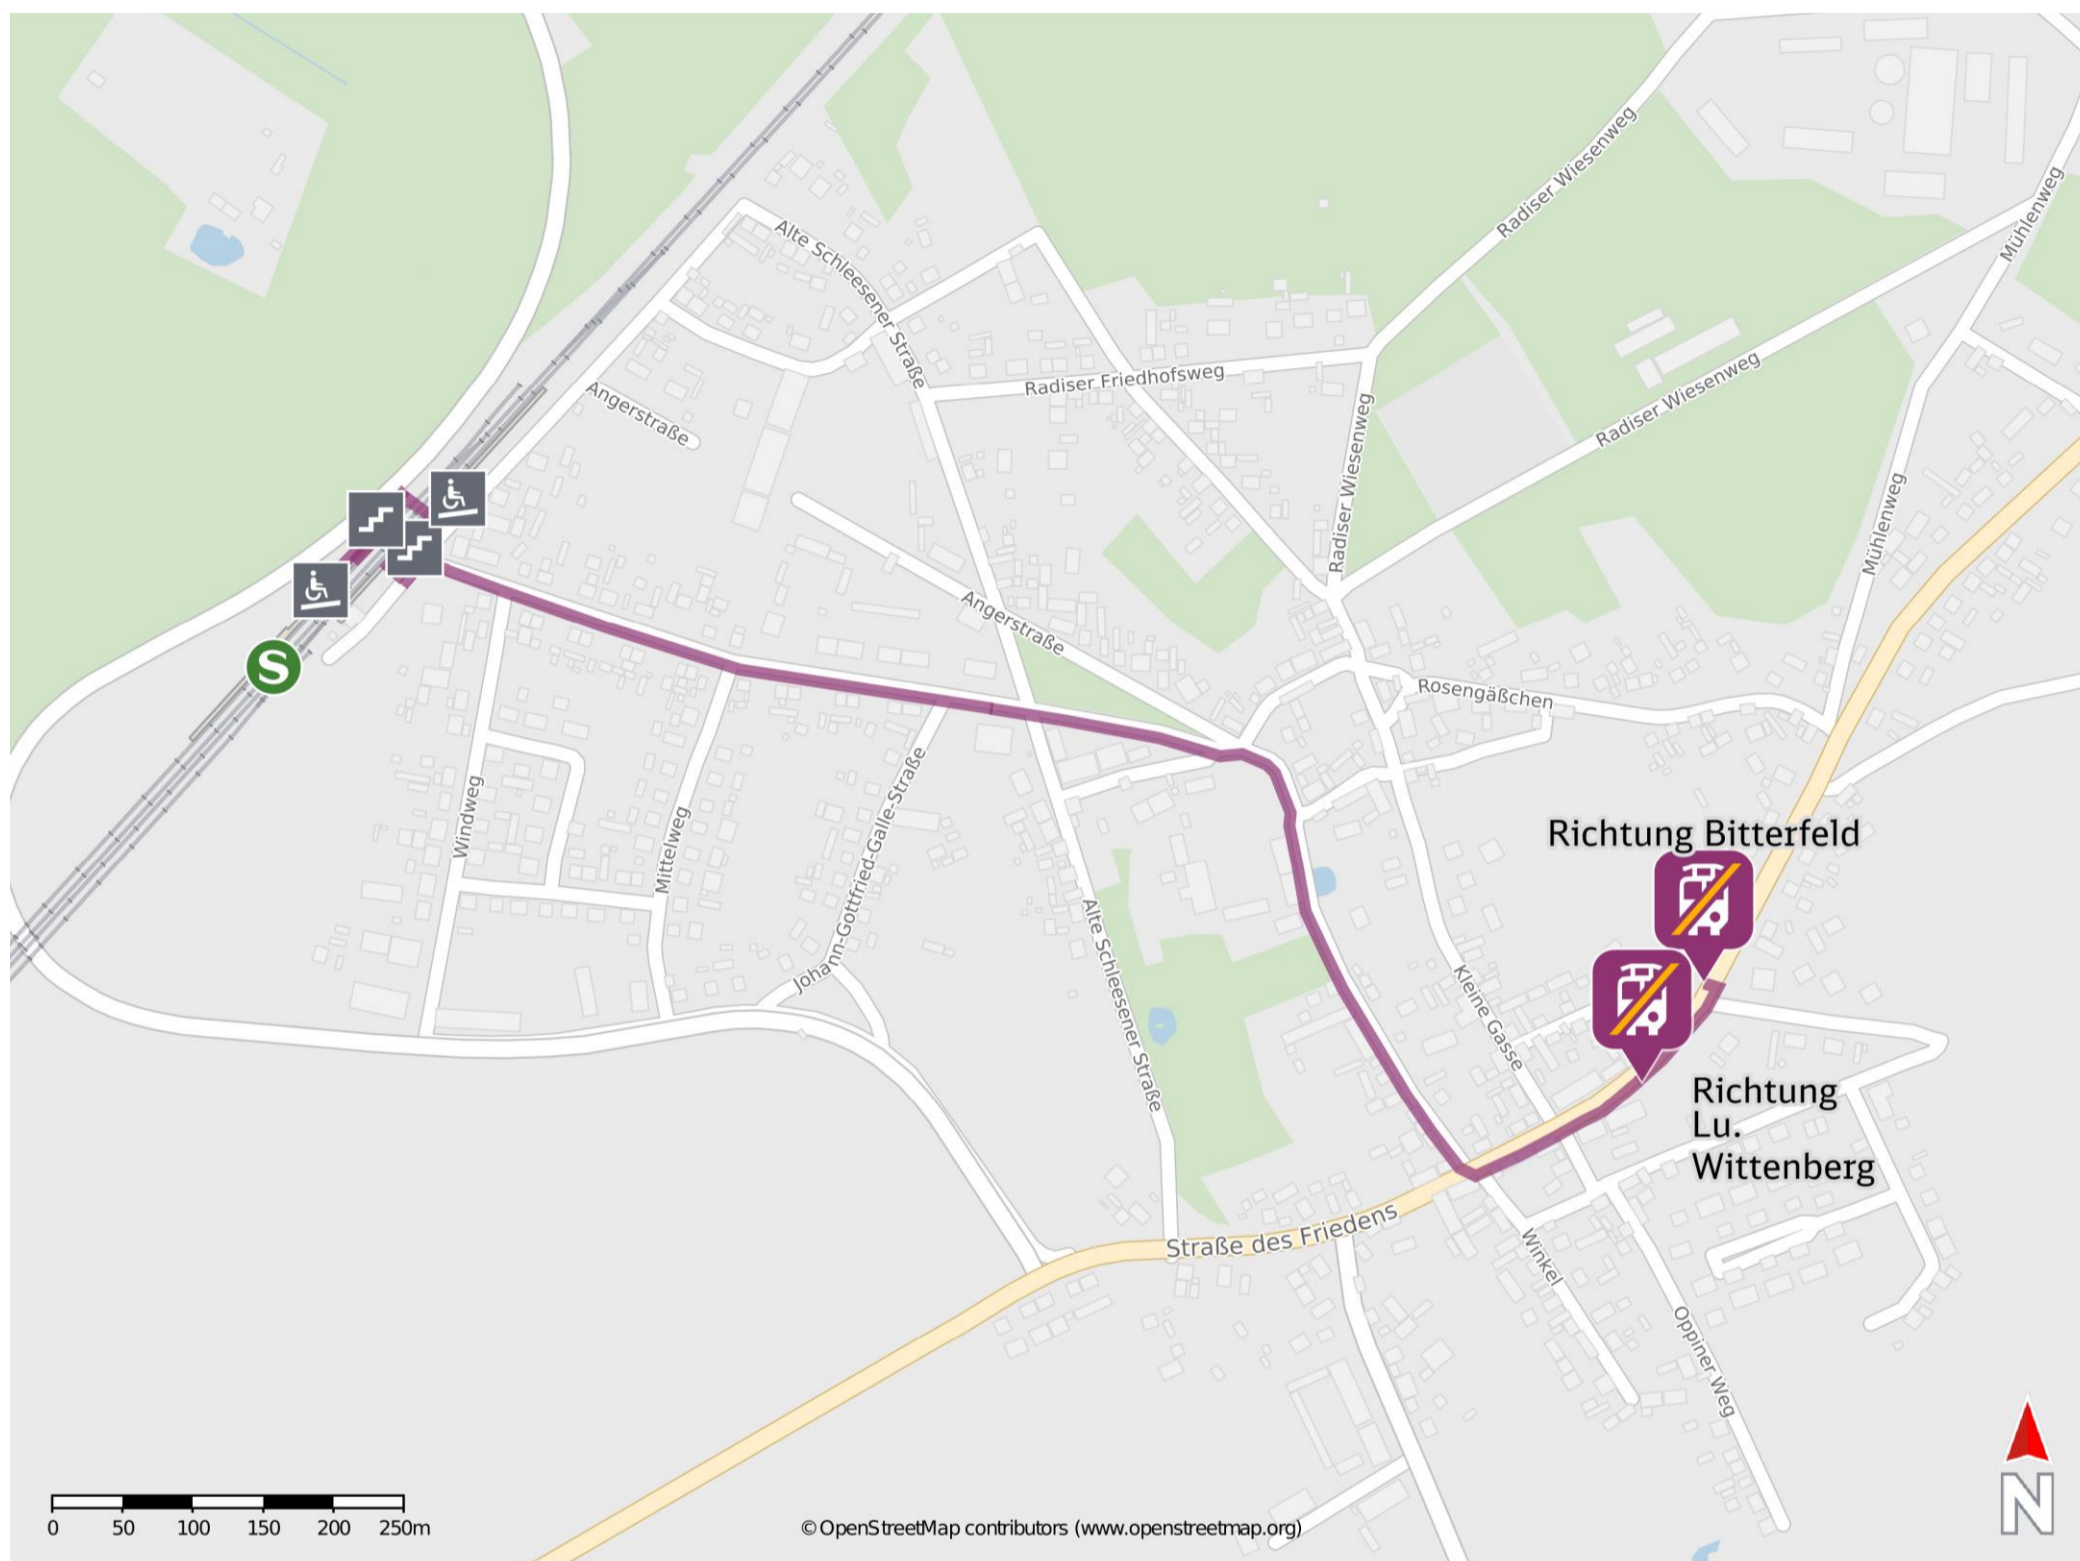 Radiser Wiesenweg
Mühlenweg
Alte Schleesener Straße
Radiser Friedhofsweg
Angerstraße
Radiser Wiesenweg
Radiser Wiesenweg
Mühlenweg
Angerstraße
S
Rosengäßchen
Windweg
Mittelweg
Johann-Gottfried-Galle-Straße
Richtung Bitterfeld
Alte Schleesener Straße
Kleine Gasse
Richtung
Lu.
Wittenberg
Straße des Friedens
Winkel
Oppiner Weg
N
0 50 100 150 200 250m
© OpenStreetMap contributors (www.openstreetmap.org)